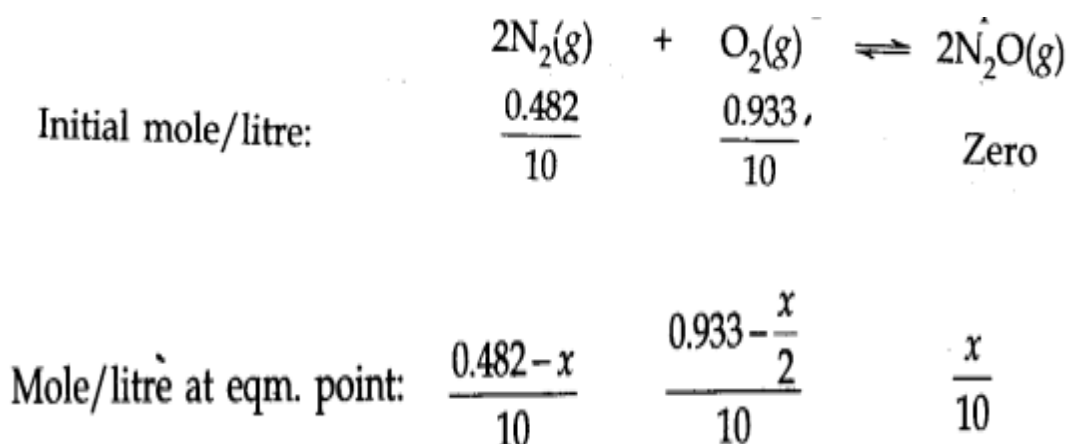 2N₂(g) + O₂(g) ⇌ 2N₂O(g)
Initial mole/litre: 0.482/10 0.933/10 Zero
Mole/litre at eqm. point: (0.482 – x)/10 (0.933 – x/2)/10 x/10